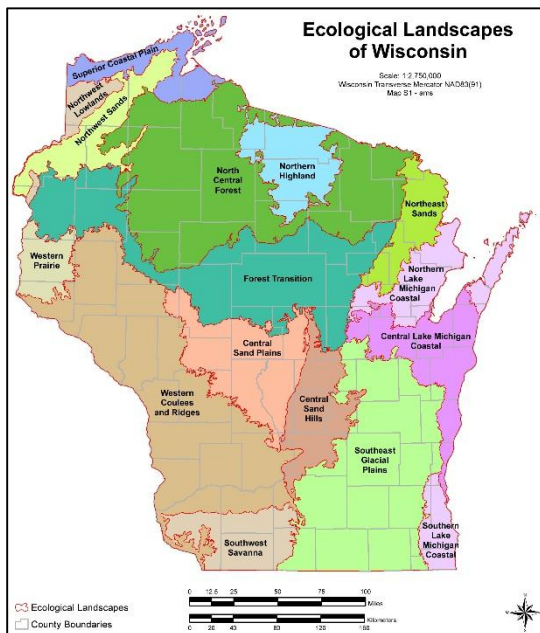 Ecological Landscapes
of Wisconsin
Scale: 1:2,750,000
Wisconsin Transverse Mercator NAD83(91)
Map S1 - ams
Superior Coastal Plain
Northwest
Lowlands
Northwest Sands
North
Central
Forest
Northern
Highland
Northeast
Sands
Western
Prairie
Forest Transition
Northern Lake
Michigan
Coastal
Central
Sand Plains
Central Lake Michigan
Coastal
Western Coulees
and Ridges
Central
Sand
Hills
Southeast
Glacial
Plains
Southwest
Savanna
Southern Lake
Michigan
Coastal
0 12.5 25 50 75 100
Miles
Kilometers
0 20 40 80 120 160
Ecological Landscapes
County Boundaries